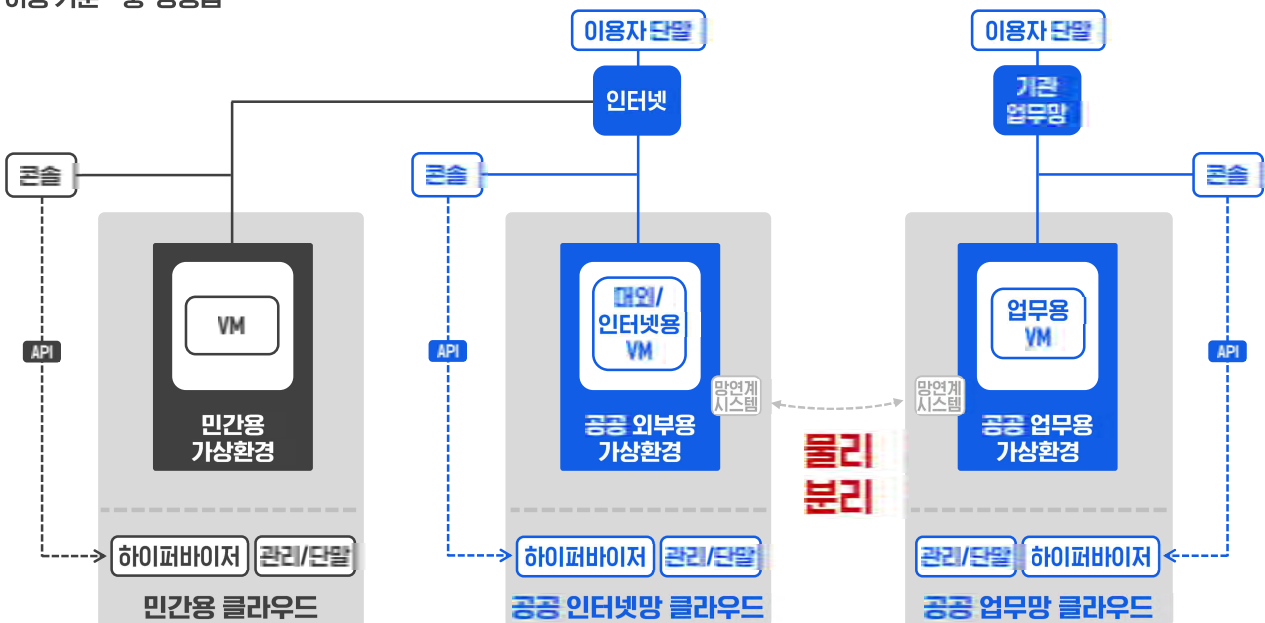 이용자 단말
이용자 단말
인터넷
기관
업무망
콘솔
콘솔
콘솔
VM
대외/
인터넷용
VM
업무용
VM
API
API
API
망연계
시스템
망연계
시스템
민간용
가상환경
공공 외부용
가상환경
공공 업무용
가상환경
물리
분리
하이퍼바이저
관리/단말
하이퍼바이저
관리/단말
관리/단말
하이퍼바이저
민간용 클라우드
공공 인터넷망 클라우드
공공 업무망 클라우드